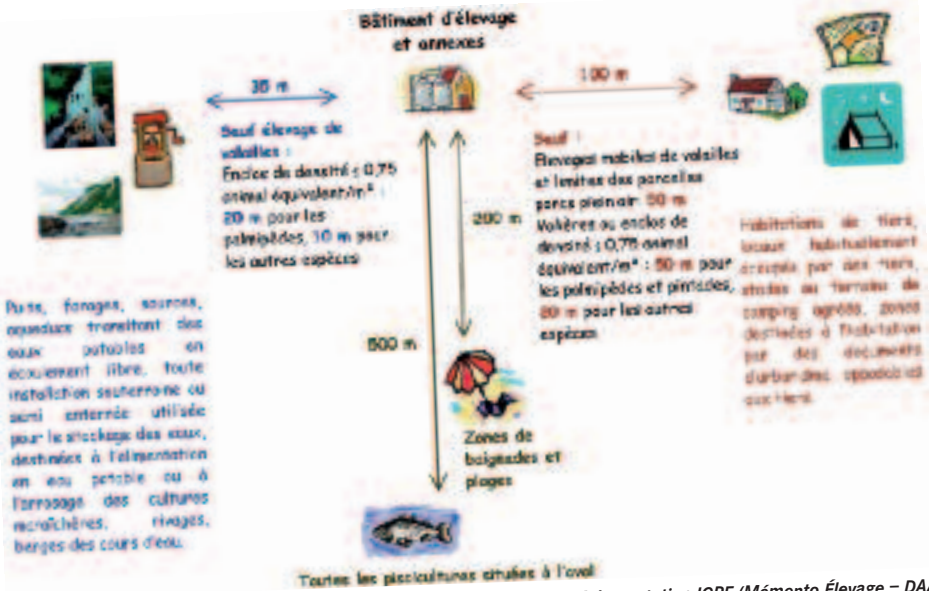 Bâtiment d'élevage
et annexes
35 m
100 m
Sauf élevage de
volailles :
Enclos de densité ≤ 0,75
animal équivalent/m² :
20 m pour les
palmipèdes, 10 m pour
les autres espèces
Sauf :
Elevages mobiles de volailles
et limites des parcelles
parcs plein air 50 m
Volières ou enclos de
densité ≤ 0,75 animal
équivalent/m² : 50 m pour
les palmipèdes et pintades,
20 m pour les autres
espèces
200 m
500 m
Puits, forages, sources,
aqueducs transitant des
eaux potables en
écoulement libre, toute
installation souterraine ou
semi enterrée utilisée
pour le stockage des eaux,
destinées à l'alimentation
en eau potable ou à
l'arrosage des cultures
maraîchères, rivages,
berges des cours d'eau.
Habitations de tiers,
locaux habituellement
occupés par des tiers,
stades ou terrains de
camping agréés, zones
destinées à l'habitation
par des documents
d'urbanisme opposables
aux tiers.
Zones de
baignades et
plages
Toutes les piscicultures situées à l'aval
(Mémento Élevage – DAA